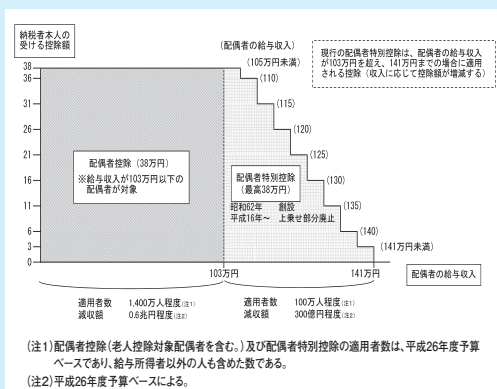 納税者本人の
受ける控除額
(配偶者の給与収入)
現行の配偶者特別控除は、配偶者の給与収入
が103万円を超え、141万円までの場合に適用
される控除（収入に応じて控除額が増減する）
38
36
31
26
21
16
11
6
3
0
(105万円未満)
(110)
(115)
(120)
(125)
(130)
(135)
(140)
(141万円未満)
配偶者控除（38万円）
※給与収入が103万円以下の
配偶者が対象
配偶者特別控除
（最高38万円）
昭和62年 創設
平成16年～ 上乗せ部分廃止
103万円
141万円
配偶者の給与収入
適用者数 1,400万人程度(注1)
減収額 0.6兆円程度(注2)
適用者数 100万人程度(注1)
減収額 300億円程度(注2)
(注1)配偶者控除(老人控除対象配偶者を含む。)及び配偶者特別控除の適用者数は、平成26年度予算
ベースであり、給与所得者以外の人も含めた数である。
(注2)平成26年度予算ベースによる。